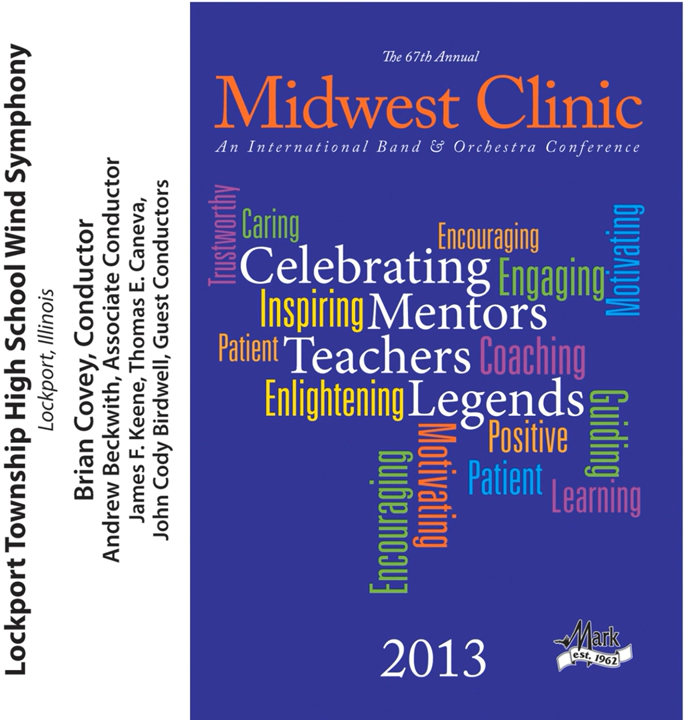 Lockport Township High School Wind Symphony
Lockport, Illinois
Brian Covey, Conductor
Andrew Beckwith, Associate Conductor
James F. Keene, Thomas E. Caneva,
John Cody Birdwell, Guest Conductors
The 67th Annual
Midwest Clinic
An International Band & Orchestra Conference
Trustworthy
Caring
Encouraging
Motivating
Celebrating
Engaging
Inspiring
Mentors
Patient
Teachers
Coaching
Enlightening
Legends
Guiding
Positive
Motivating
Encouraging
Patient
Learning
2013
Mark
est. 1962